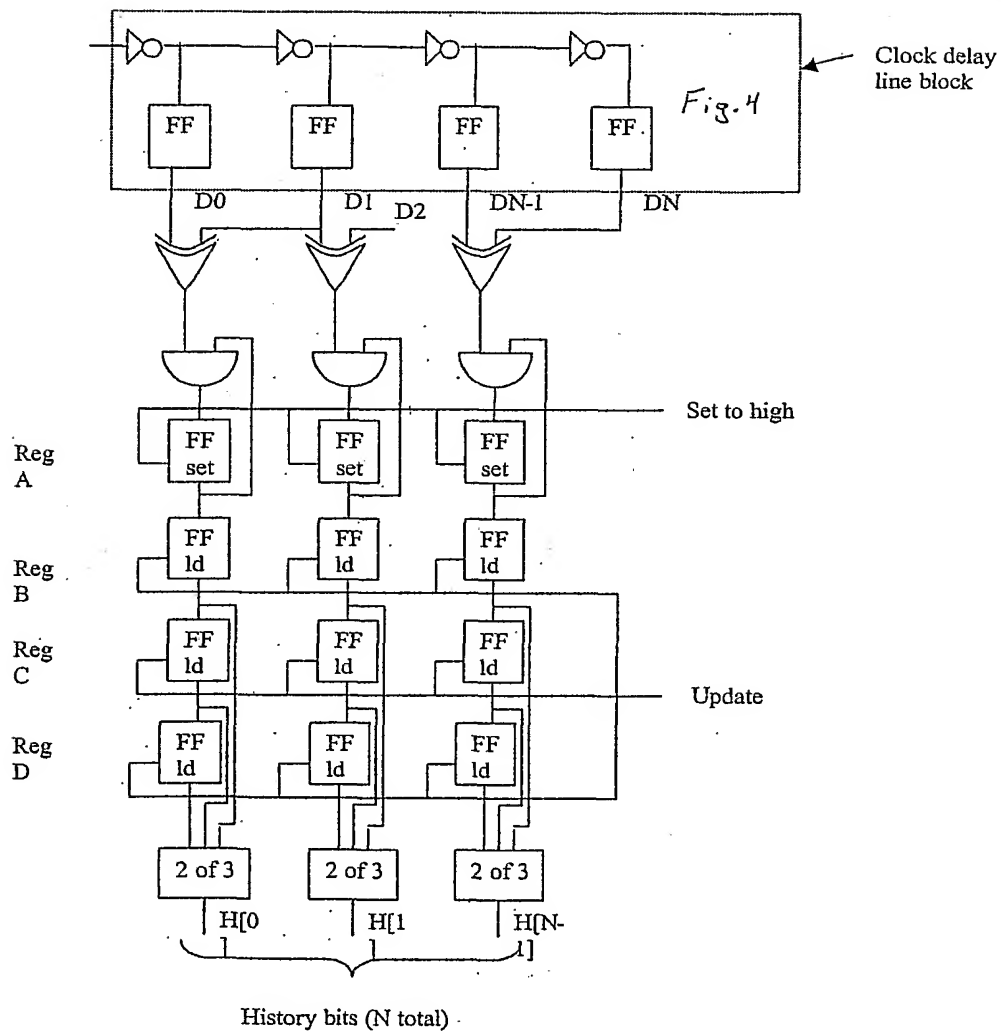 Clock delay
line block
Fig. 4
FF FF FF FF
D0 D1 DN-1 DN
D2
Set to high
Reg
A
FF
set
FF
set
FF
set
Reg
B
FF
ld
FF
ld
FF
ld
Reg
C
FF
ld
FF
ld
FF
ld
Update
Reg
D
FF
ld
FF
ld
FF
ld
2 of 3 2 of 3 2 of 3
H[0
]
H[1
]
H[N-
1]
History bits (N total)